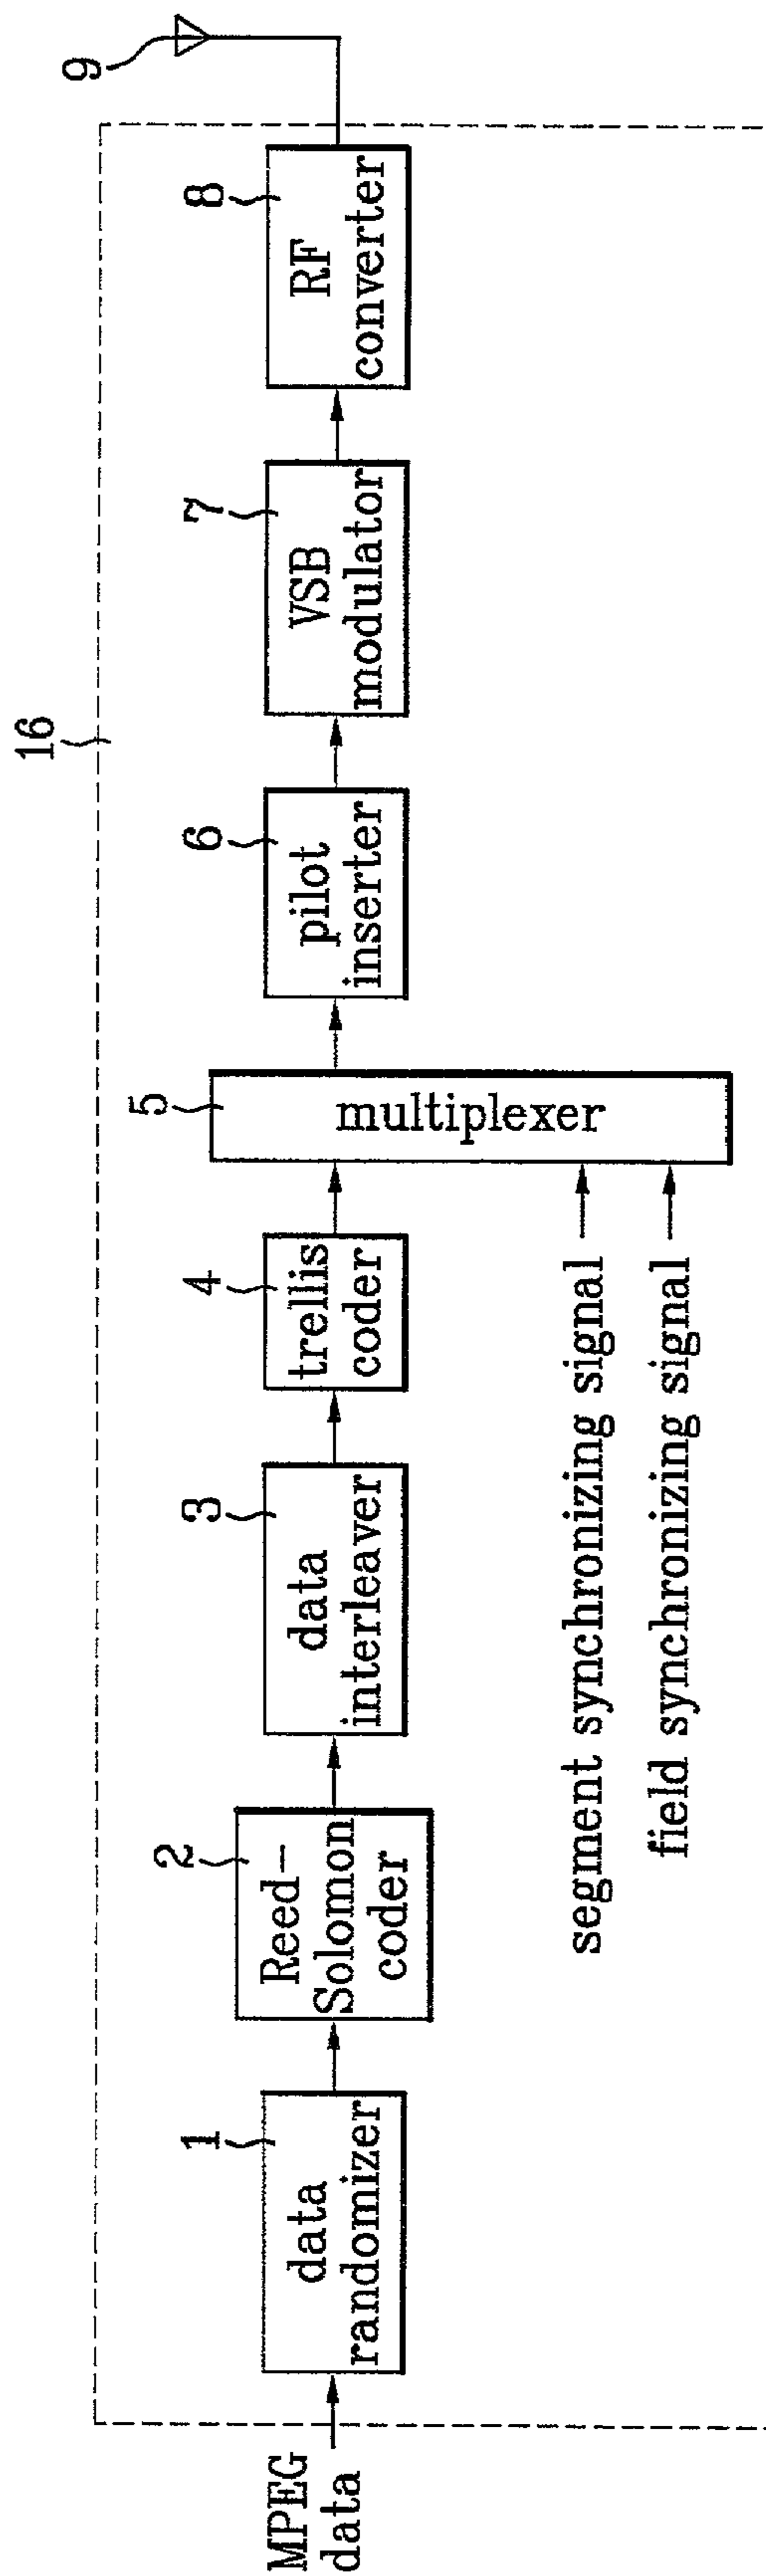 MPEG
data
1
data
randomizer
2
Reed-
Solomon
coder
3
data
interleaver
4
trellis
coder
segment synchronizing signal
field synchronizing signal
5
multiplexer
6
pilot
inserter
16
7
VSB
modulator
8
RF
converter
9